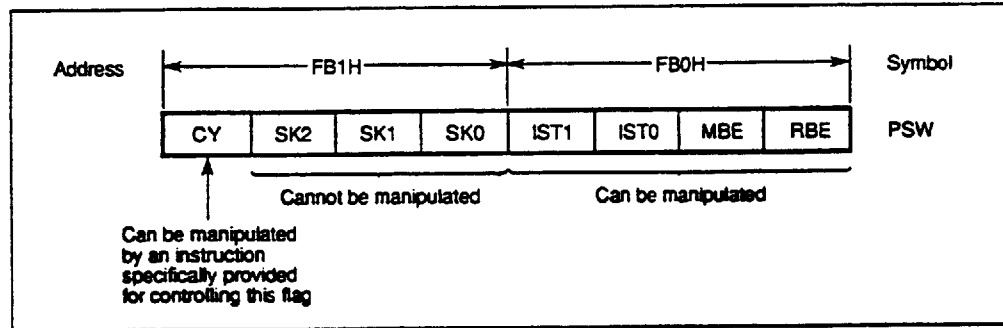 Address FB1H FB0H Symbol
CY SK2 SK1 SK0 IST1 IST0 MBE RBE PSW
Cannot be manipulated Can be manipulated
Can be manipulated
by an instruction
specifically provided
for controlling this flag